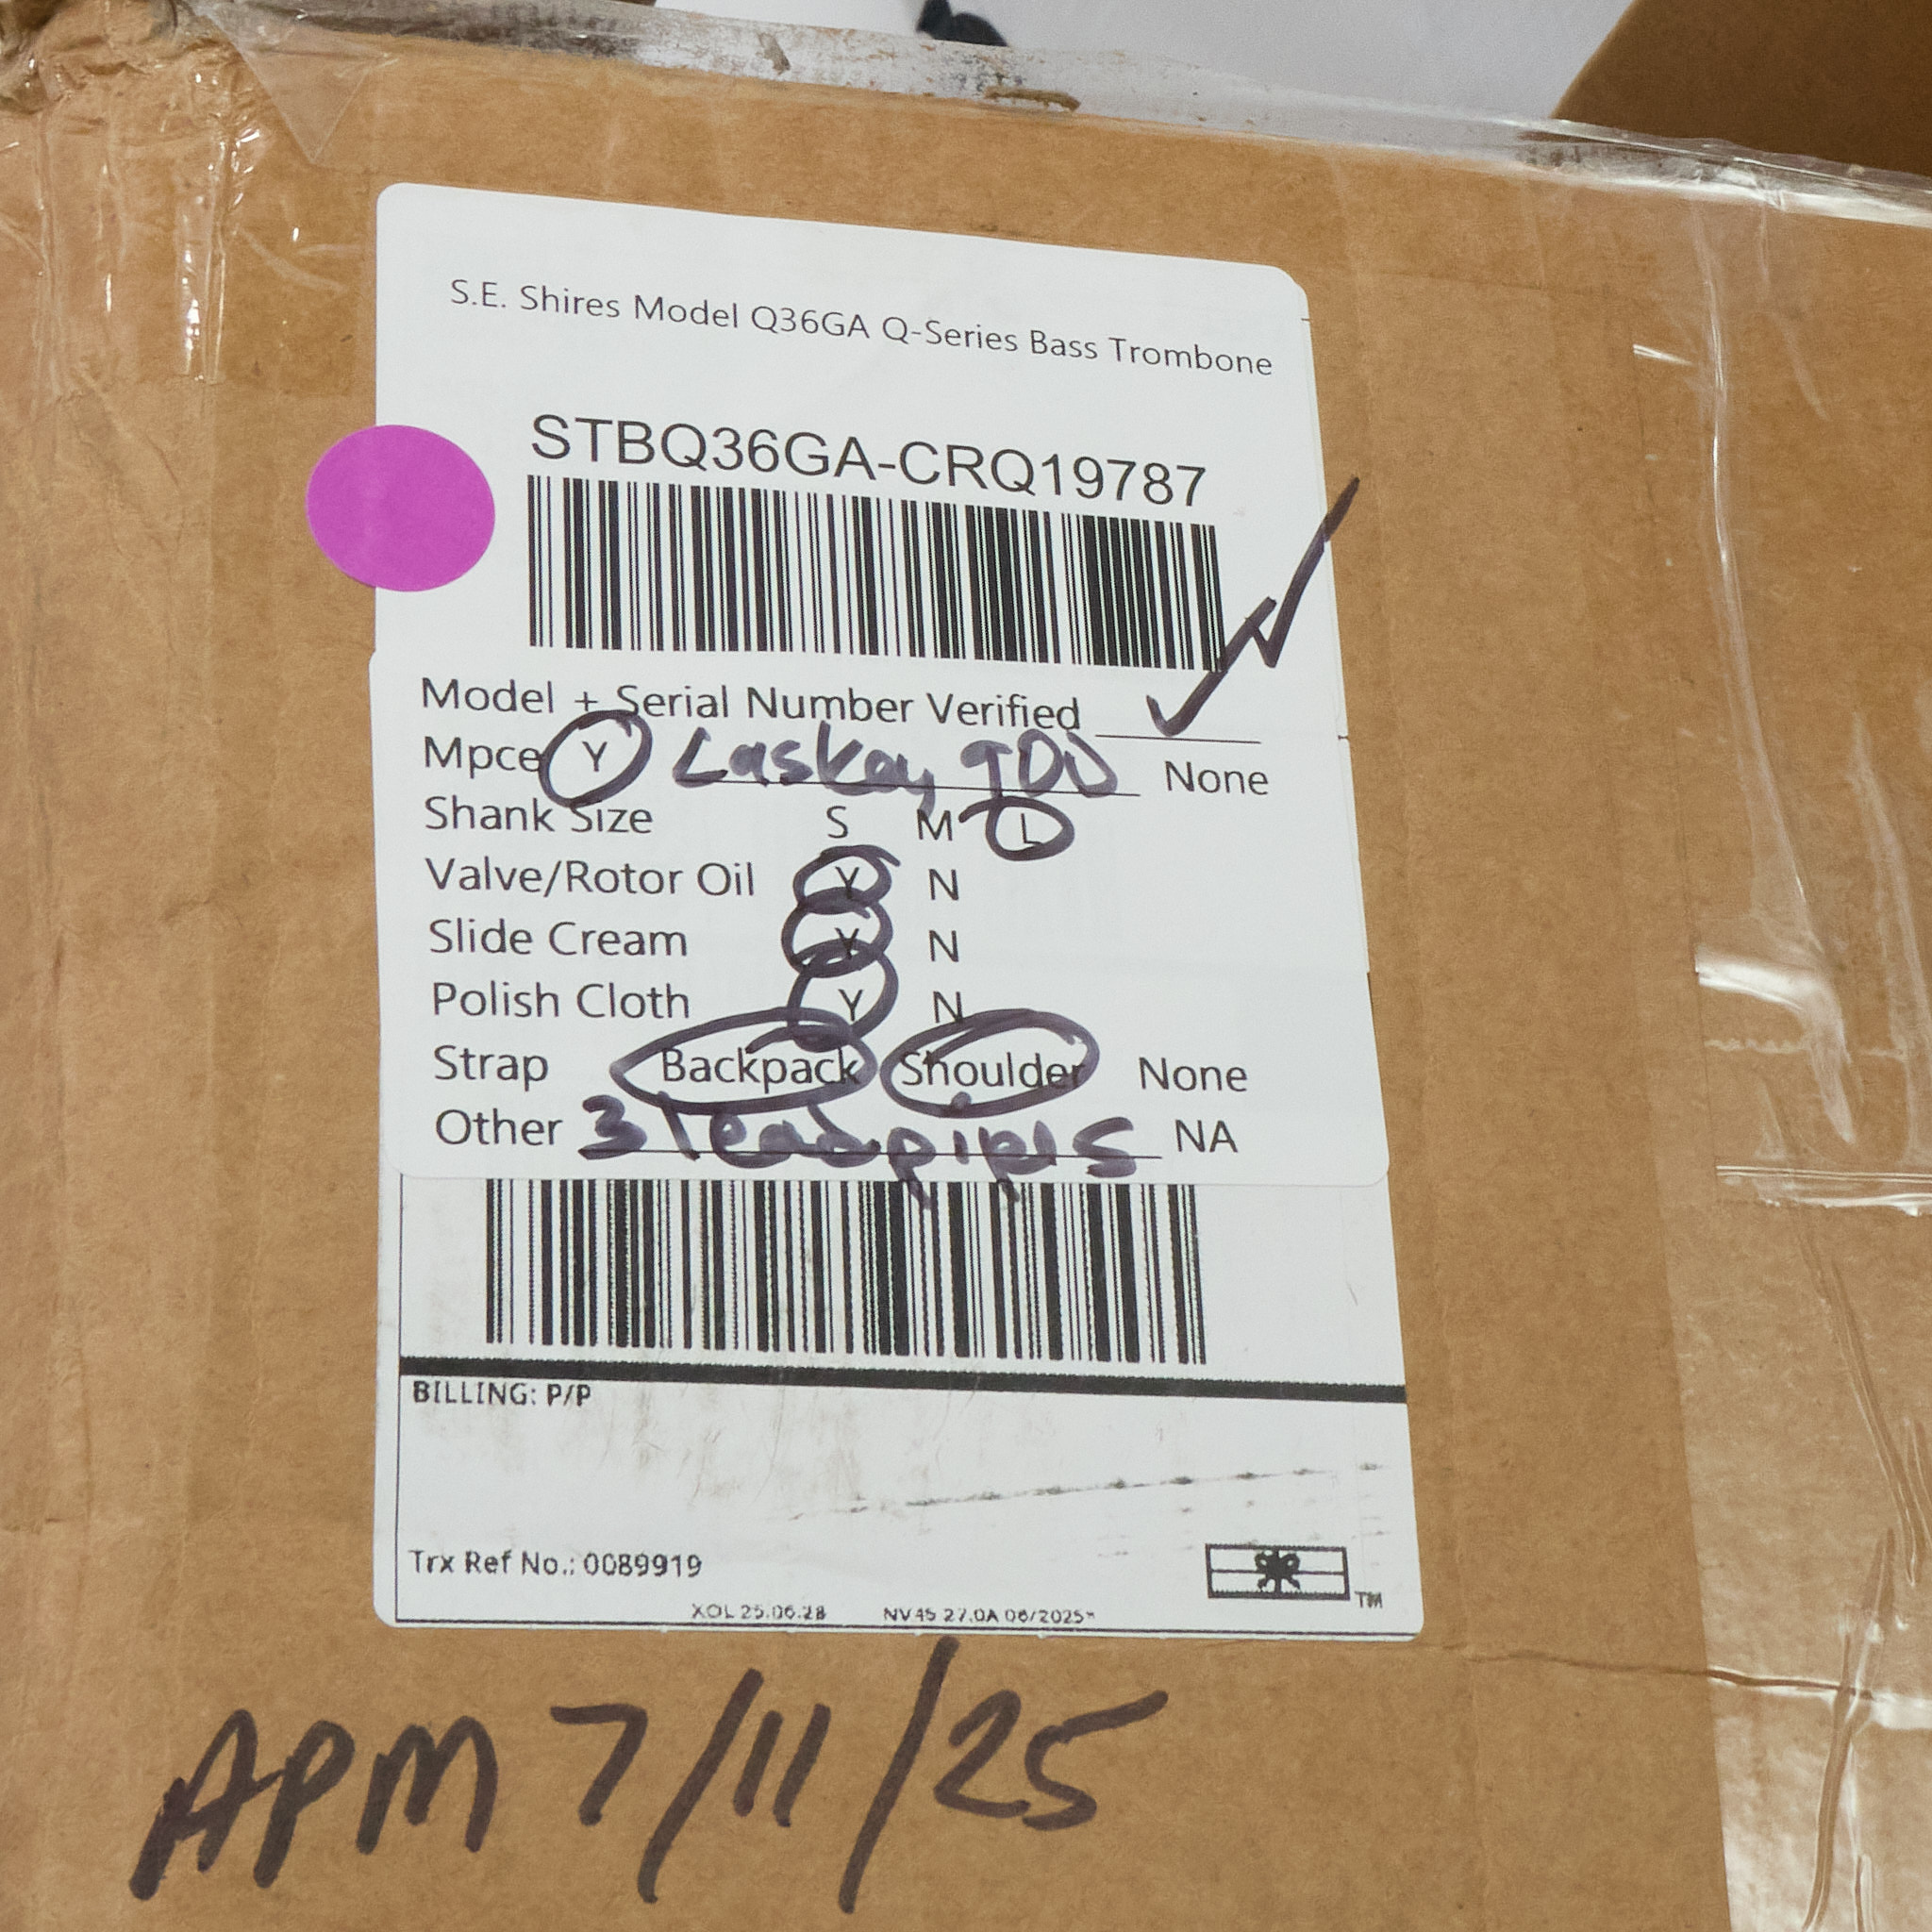 S.E. Shires Model Q36GA Q-Series Bass Trombone
STBQ36GA-CRQ19787
Model + Serial Number Verified ✓
Mpce Y Laskey 90D None
Shank Size S M L
Valve/Rotor Oil Y N
Slide Cream Y N
Polish Cloth Y N
Strap Backpack Shoulder None
Other 3 leadpipes NA
BILLING: P/P
Trx Ref No.: 0089919
TM
XOL 25.06.28 NV45 27.0A 06/2025*
APM 7/11/25